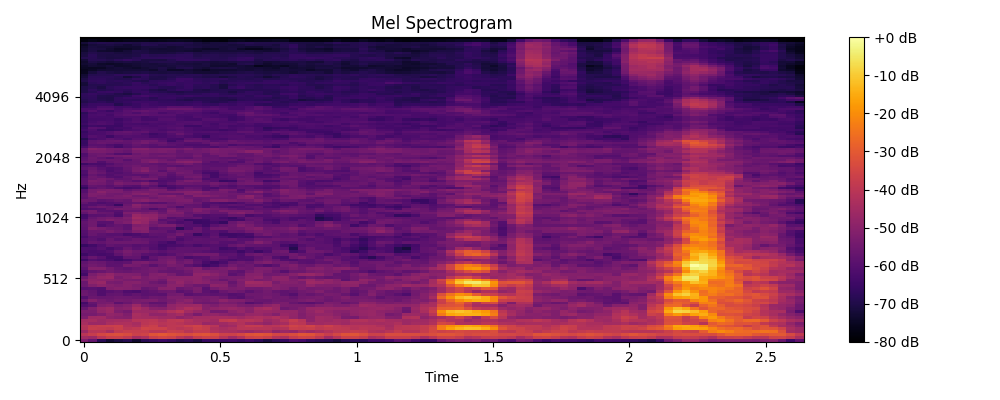 Mel Spectrogram
+0 dB
-10 dB
-20 dB
-30 dB
-40 dB
-50 dB
-60 dB
-70 dB
-80 dB
Hz
4096
2048
1024
512
0
0 0.5 1 1.5 2 2.5
Time